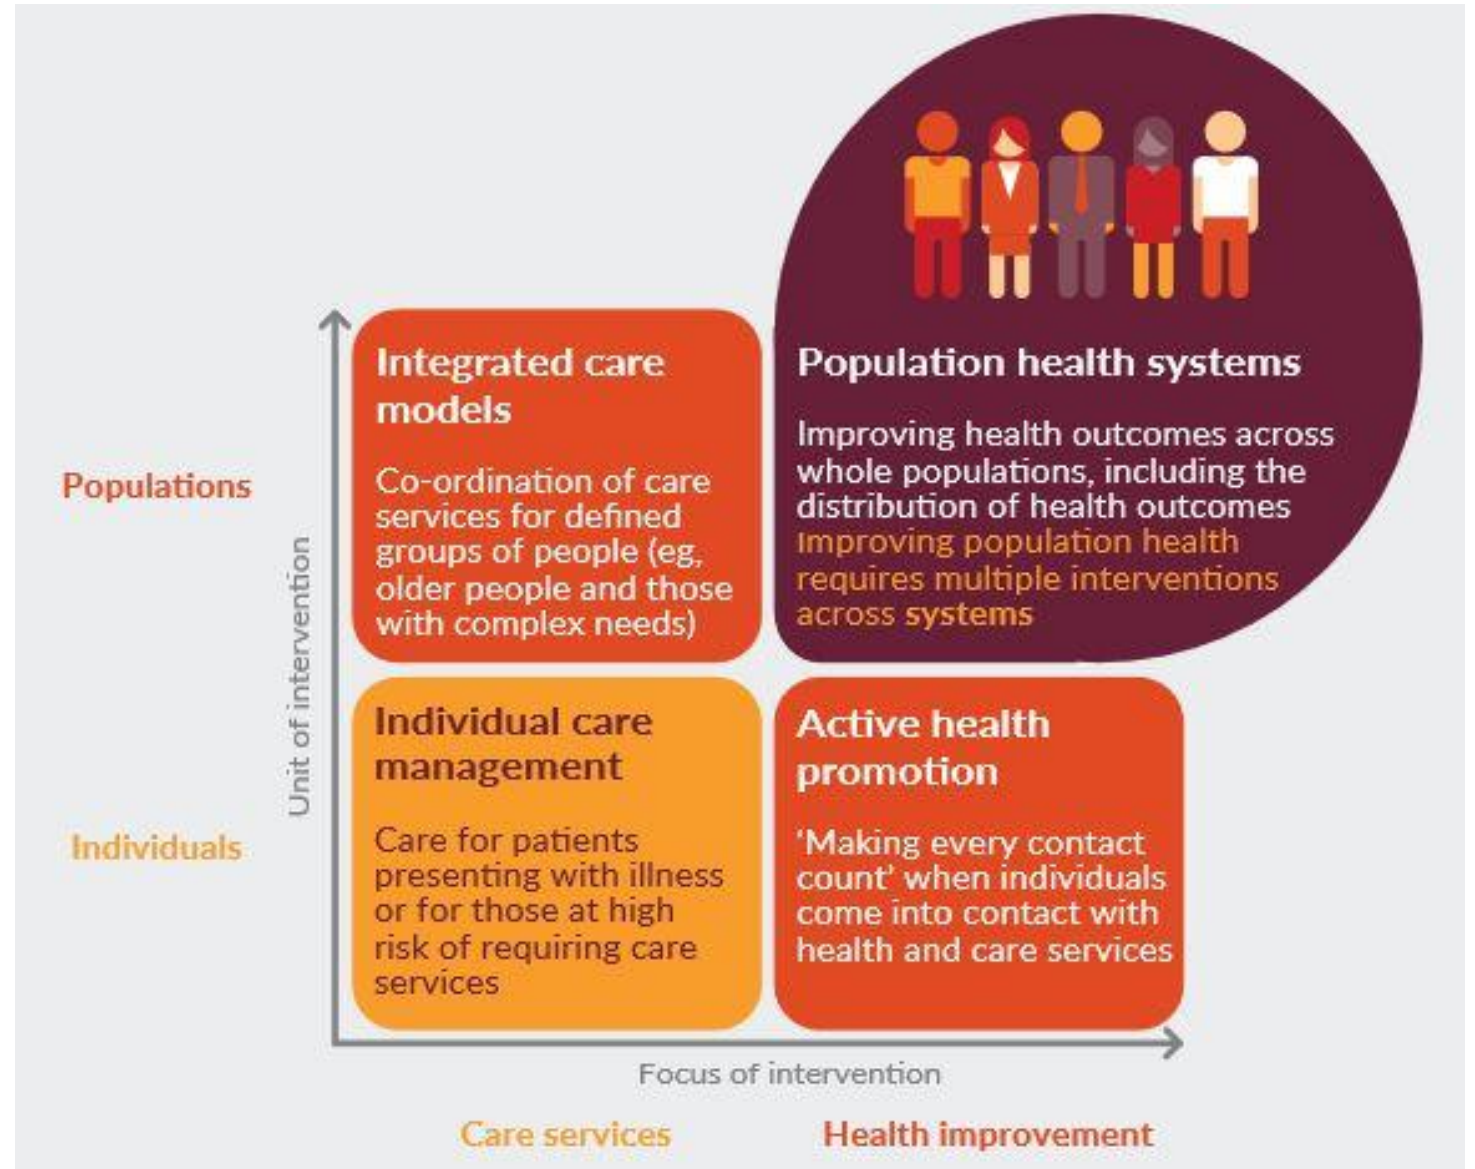 Integrated care
models
Co-ordination of care
services for defined
groups of people (eg,
older people and those
with complex needs)
Population health systems
Improving health outcomes across
whole populations, including the
distribution of health outcomes
Improving population health
requires multiple interventions
across systems
Populations
Unit of intervention
Individuals
Individual care
management
Care for patients
presenting with illness
or for those at high
risk of requiring care
services
Active health
promotion
‘Making every contact
count’ when individuals
come into contact with
health and care services
Focus of intervention
Care services
Health improvement